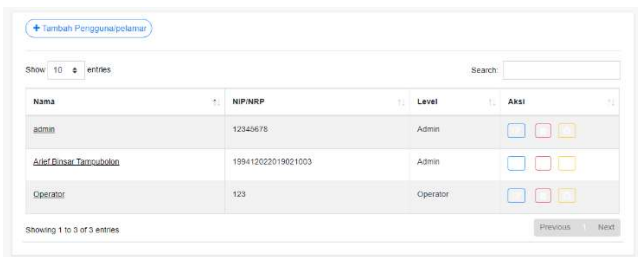 + Tambah Pengguna/pelamar
Show 10 entries Search:
Nama NIP/NRP Level Aksi
admin 12345678 Admin
Arief Binsar Tampubolon 199412022019021003 Admin
Operator 123 Operator
Showing 1 to 3 of 3 entries Previous 1 Next